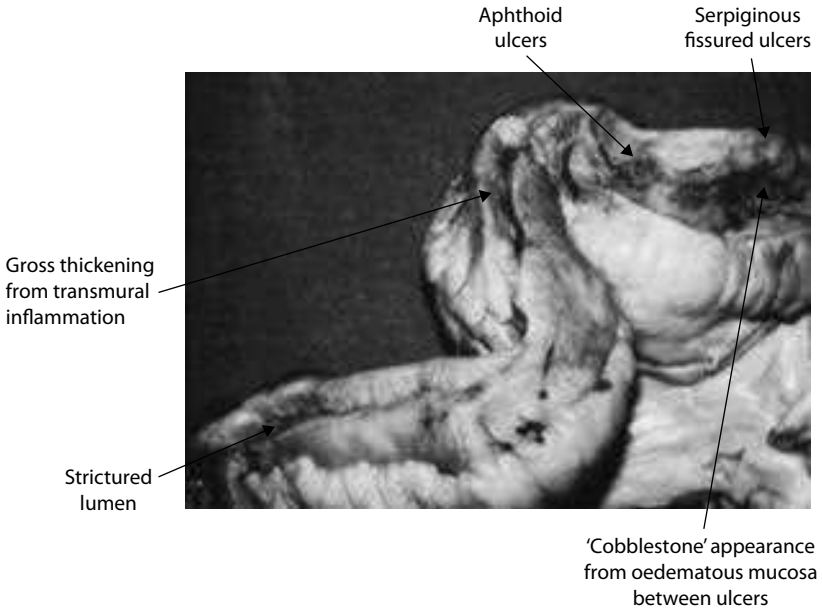 Aphthoid
ulcers
Serpiginous
fissured ulcers
Gross thickening
from transmural
inflammation
Strictured
lumen
‘Cobblestone’ appearance
from oedematous mucosa
between ulcers